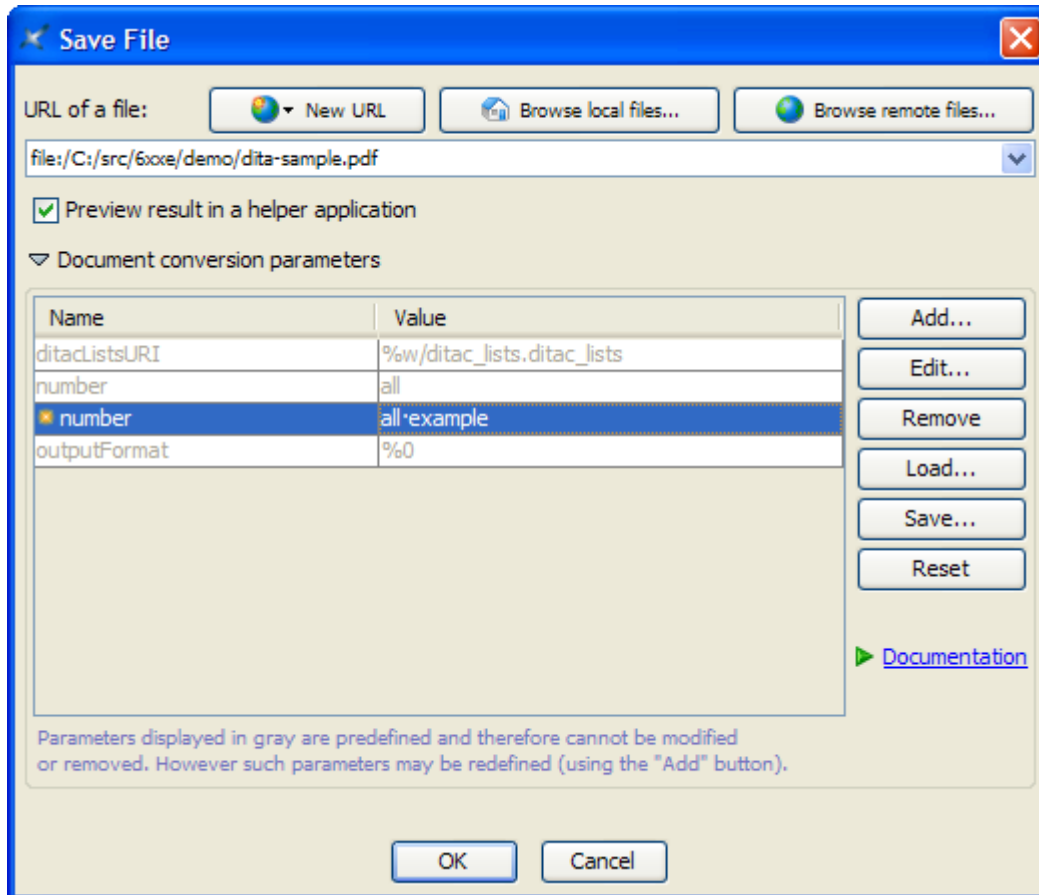 Save File
URL of a file: New URL Browse local files... Browse remote files...
file:/C:/src/6xxe/demo/dita-sample.pdf
Preview result in a helper application
Document conversion parameters
Name Value
ditacListsURI %w/ditac_lists.ditac_lists
number all
number all·example
outputFormat %0
Add...
Edit...
Remove
Load...
Save...
Reset
Documentation
Parameters displayed in gray are predefined and therefore cannot be modified
or removed. However such parameters may be redefined (using the "Add" button).
OK Cancel